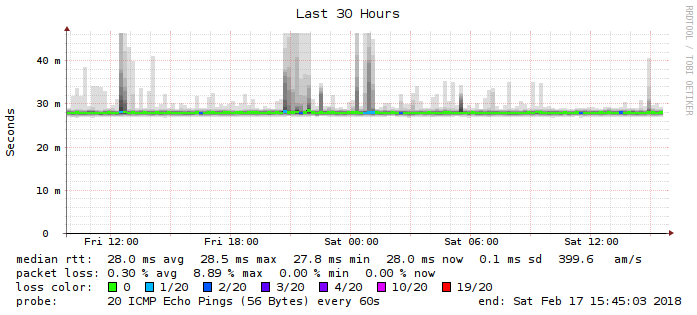 Last 30 Hours
RRDTOOL / TOBI OETIKER
Seconds
40 m
30 m
20 m
10 m
0
Fri 12:00 Fri 18:00 Sat 00:00 Sat 06:00 Sat 12:00
median rtt: 28.0 ms avg 28.5 ms max 27.8 ms min 28.0 ms now 0.1 ms sd 399.6 am/s
packet loss: 0.30 % avg 8.89 % max 0.00 % min 0.00 % now
loss color: 0 1/20 2/20 3/20 4/20 10/20 19/20
probe: 20 ICMP Echo Pings (56 Bytes) every 60s end: Sat Feb 17 15:45:03 2018